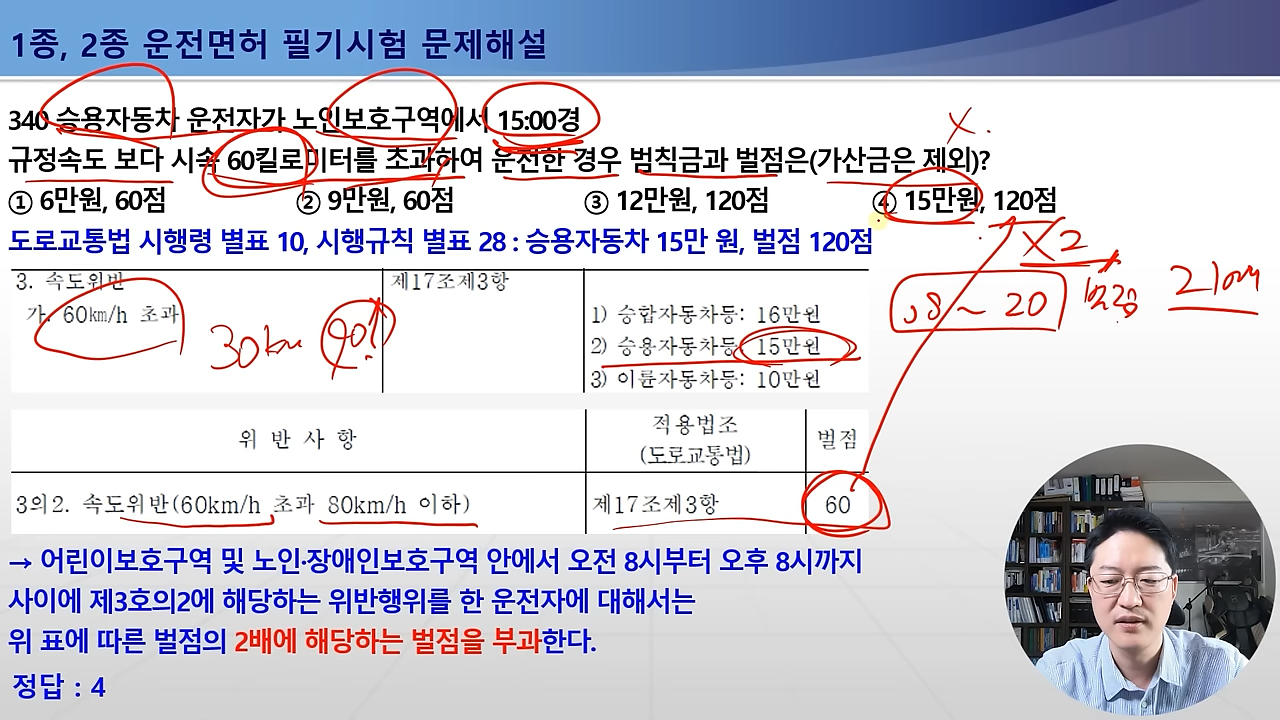 1종, 2종 운전면허 필기시험 문제해설
340 승용자동차 운전자가 노인보호구역에서 15:00경
규정속도 보다 시속 60킬로미터를 초과하여 운전한 경우 범칙금과 벌점은(가산금은 제외)?
① 6만원, 60점 ② 9만원, 60점 ③ 12만원, 120점 ④ 15만원, 120점
도로교통법 시행령 별표 10, 시행규칙 별표 28 : 승용자동차 15만 원, 벌점 120점
X 2
3. 속도위반 제17조제3항
벌점
8 ~ 20
가. 60㎞/h 초과
1) 승합자동차등: 16만원
30km 90↑
2) 승용자동차등: 15만원
3) 이륜자동차등: 10만원
위 반 사 항 적용법조 (도로교통법) 벌점
3의2. 속도위반(60km/h 초과 80km/h 이하) 제17조제3항 60
→ 어린이보호구역 및 노인·장애인보호구역 안에서 오전 8시부터 오후 8시까지
사이에 제3호의2에 해당하는 위반행위를 한 운전자에 대해서는
위 표에 따른 벌점의 2배에 해당하는 벌점을 부과한다.
정답 : 4